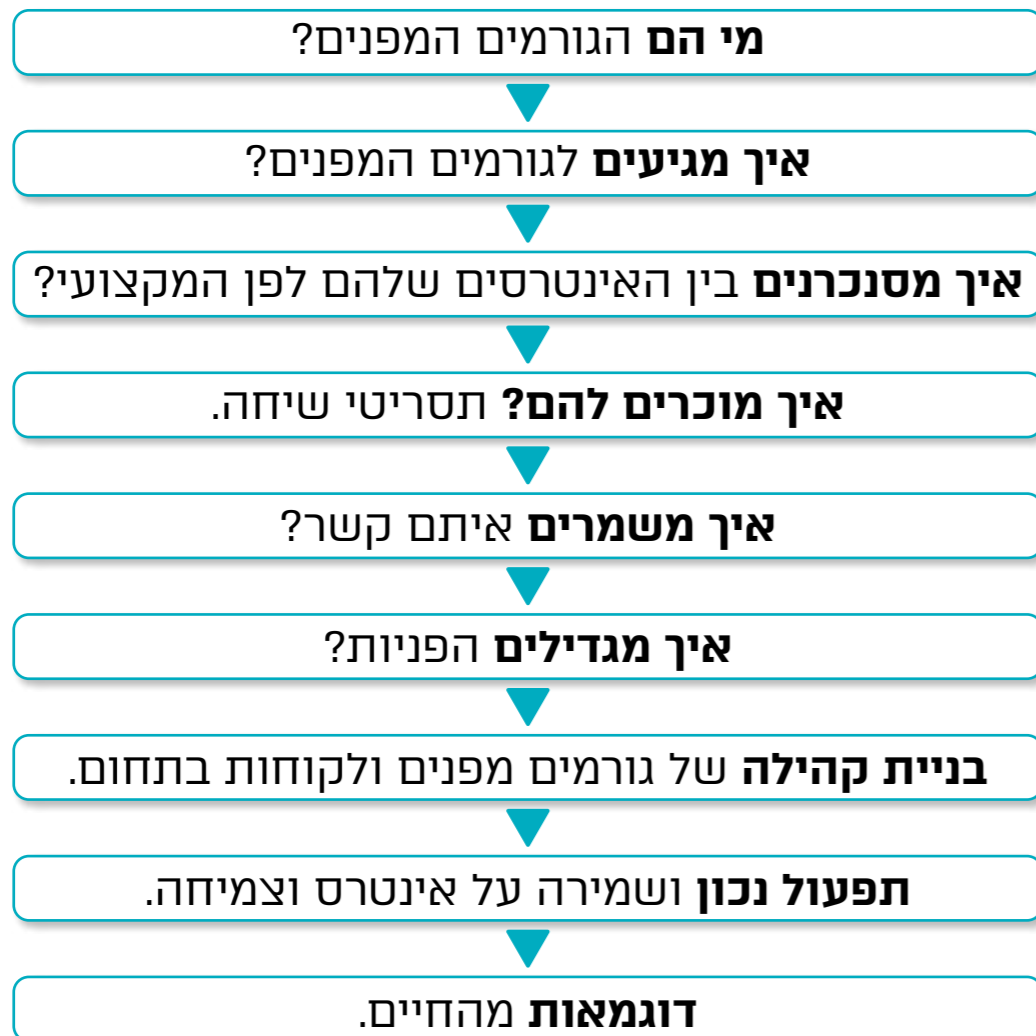 מי הם הגורמים המפנים?
איך מגיעים לגורמים המפנים?
איך מסנכרנים בין האינטרסים שלהם לפן המקצועי?
איך מוכרים להם? תסריטי שיחה.
איך משמרים איתם קשר?
איך מגדילים הפניות?
בניית קהילה של גורמים מפנים ולקוחות בתחום.
תפעול נכון ושמירה על אינטרס וצמיחה.
דוגמאות מהחיים.